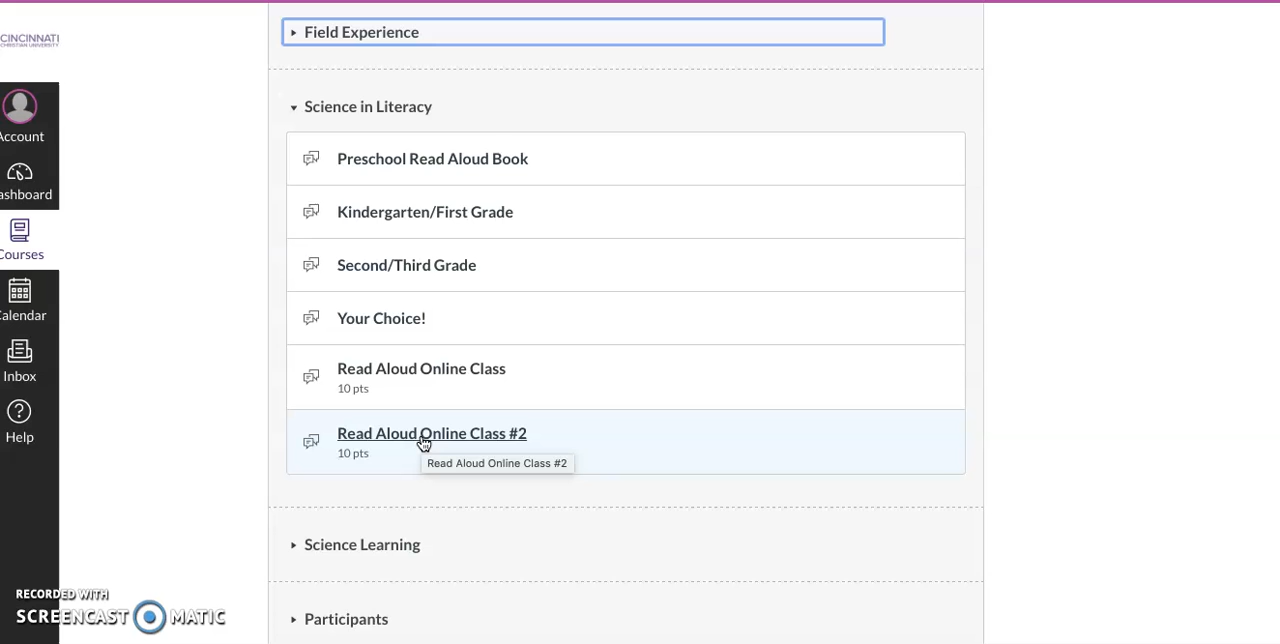 CINCINNATI
CHRISTIAN UNIVERSITY
Account
ashboard
Courses
Calendar
Inbox
Help
Field Experience
Science in Literacy
Preschool Read Aloud Book
Kindergarten/First Grade
Second/Third Grade
Your Choice!
Read Aloud Online Class
10 pts
Read Aloud Online Class #2
10 pts
Read Aloud Online Class #2
Science Learning
Participants
RECORDED WITH
SCREENCAST MATIC